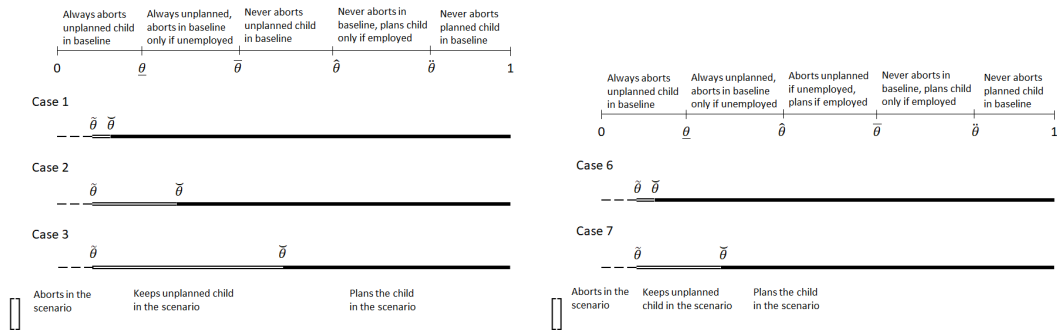 Always aborts
unplanned child
in baseline
Always unplanned,
aborts in baseline
only if unemployed
Never aborts
unplanned child
in baseline
Never aborts in
baseline, plans child
only if employed
Never aborts
planned child
in baseline
0 θ̲ θ̅ θ̂ θ̈ 1
Case 1
θ̃ θ̆
Case 2
θ̃ θ̆
Case 3
θ̃ θ̆
[] Aborts in the
scenario
Keeps unplanned child
in the scenario
Plans the child
in the scenario
Always aborts
unplanned child
in baseline
Always unplanned,
aborts in baseline
only if unemployed
Aborts unplanned
if unemployed,
plans if employed
Never aborts in
baseline, plans child
only if employed
Never aborts
planned child
in baseline
0 θ̲ θ̂ θ̅ θ̈ 1
Case 6
θ̃ θ̆
Case 7
θ̃ θ̆
[] Aborts in the
scenario
Keeps unplanned
child in the scenario
Plans the child
in the scenario